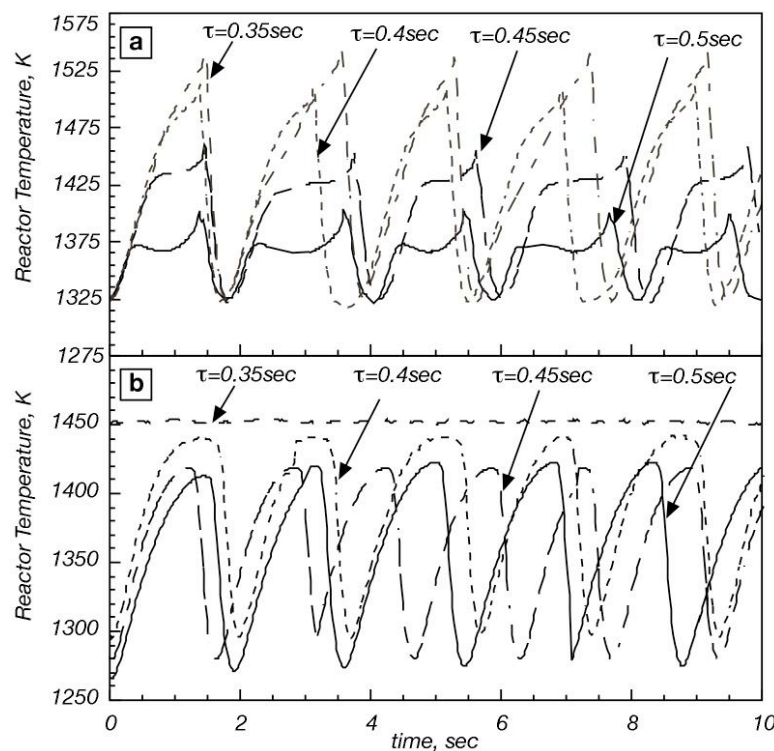 a
τ=0.35sec
τ=0.4sec
τ=0.45sec
τ=0.5sec
1575
1525
1475
1425
1375
1325
1275
Reactor Temperature, K
b
τ=0.35sec
τ=0.4sec
τ=0.45sec
τ=0.5sec
1450
1400
1350
1300
1250
Reactor Temperature, K
0
2
4
6
8
10
time, sec